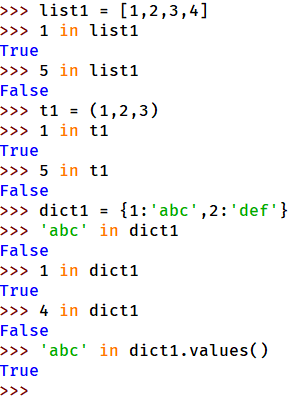 >>> list1 = [1,2,3,4]
>>> 1 in list1
True
>>> 5 in list1
False
>>> t1 = (1,2,3)
>>> 1 in t1
True
>>> 5 in t1
False
>>> dict1 = {1:'abc',2:'def'}
>>> 'abc' in dict1
False
>>> 1 in dict1
True
>>> 4 in dict1
False
>>> 'abc' in dict1.values()
True
>>>